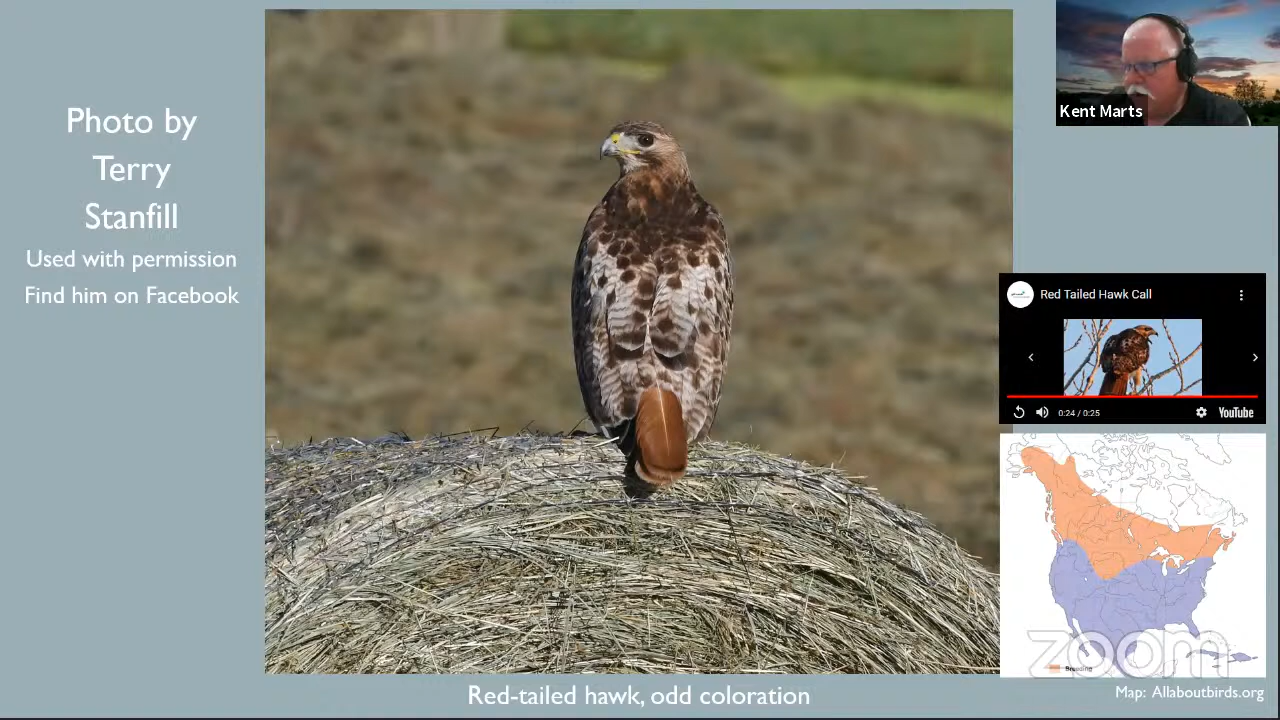 Photo by
Terry
Stanfill
Used with permission
Find him on Facebook
Kent Marts
Red Tailed Hawk Call
0:24 / 0:25
YouTube
zoom
Breeding
Map: Allaboutbirds.org
Red-tailed hawk, odd coloration